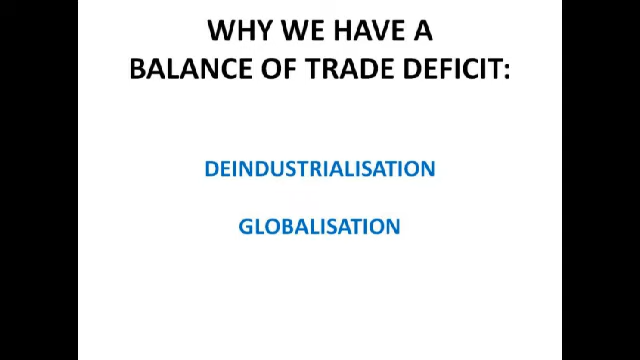 WHY WE HAVE A
BALANCE OF TRADE DEFICIT:
DEINDUSTRIALISATION
GLOBALISATION